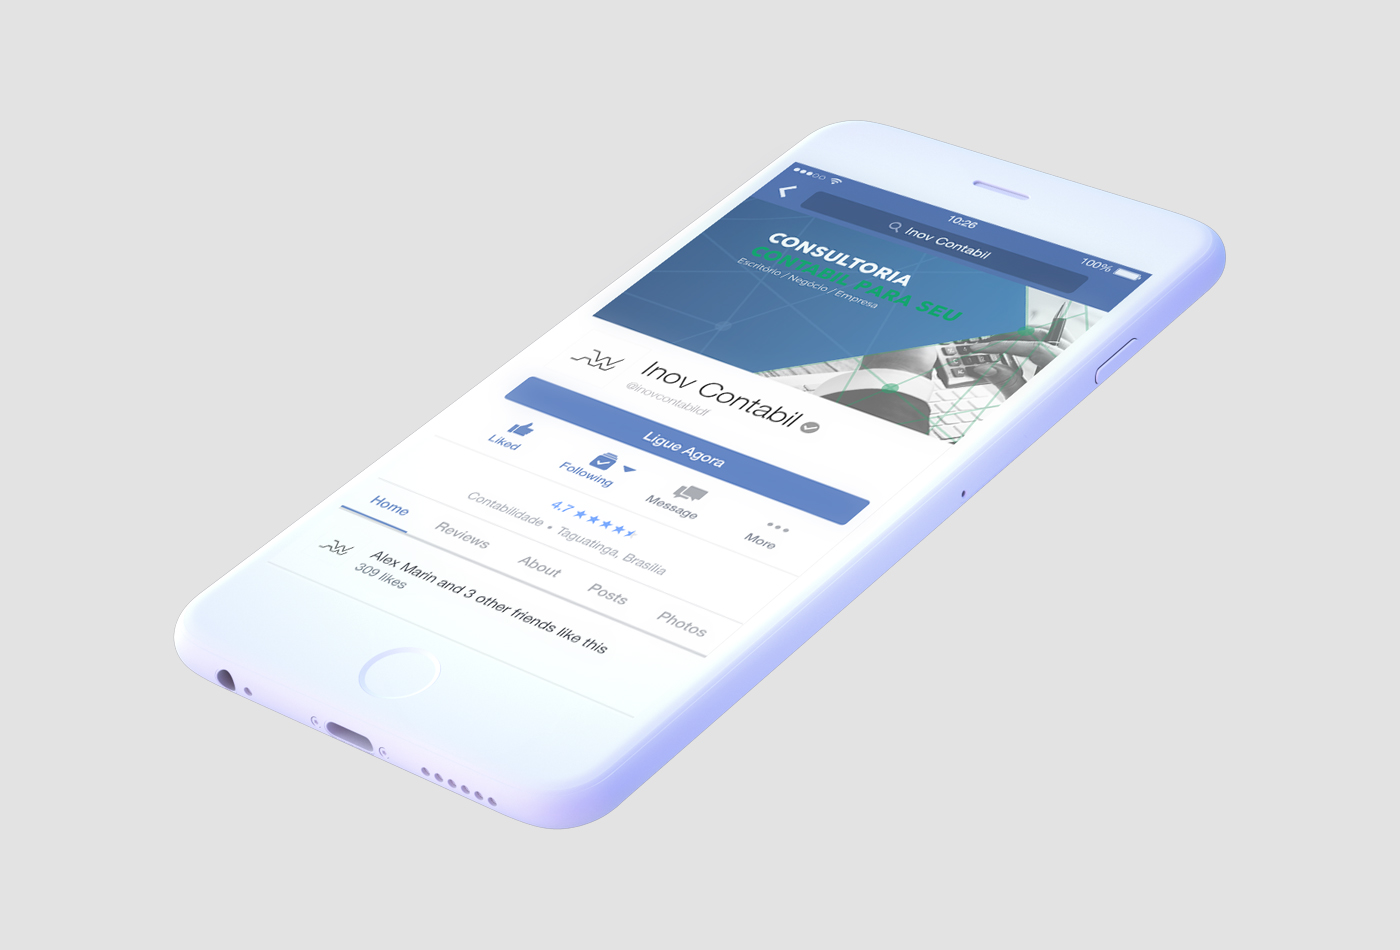 10:26
100%
Inov Contabil
CONSULTORIA
CONTABÍL PARA SEU
Escritório / Negócio / Empresa
Inov Contabil
@inovcontabildf
Ligue Agora
Liked
Following
Message
More
4.7
Contabilidade • Taguatinga, Brasília
Home
Reviews
About
Posts
Photos
Alex Marin and 3 other friends like this
309 likes